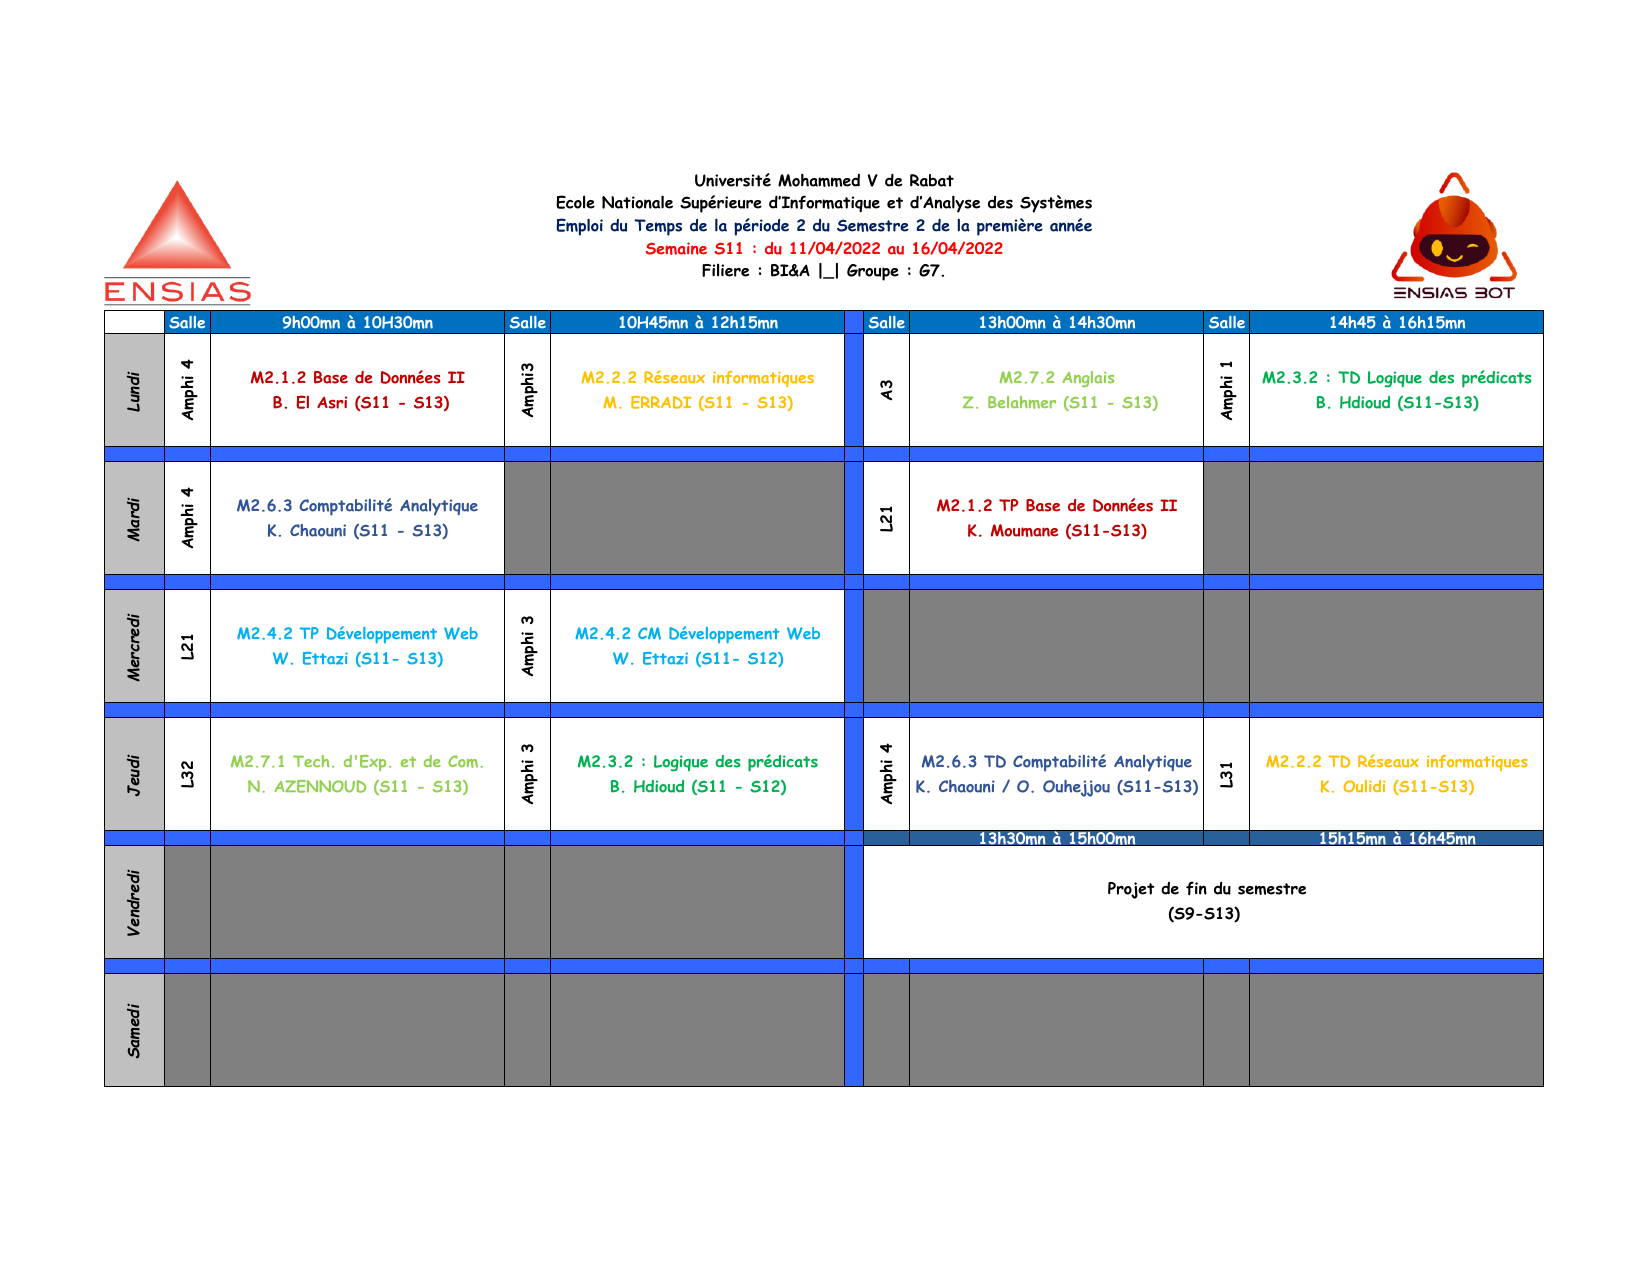 Université Mohammed V de Rabat
Ecole Nationale Supérieure d’Informatique et d’Analyse des Systèmes
Emploi du Temps de la période 2 du Semestre 2 de la première année
Semaine S11 : du 11/04/2022 au 16/04/2022
Filiere : BI&A |_| Groupe : G7.
ENSIAS
ENSIAS BOT
Salle 9h00mn à 10H30mn Salle 10H45mn à 12h15mn Salle 13h00mn à 14h30mn Salle 14h45 à 16h15mn
Lundi
Amphi 4
M2.1.2 Base de Données II
B. El Asri (S11 - S13)
Amphi3
M2.2.2 Réseaux informatiques
M. ERRADI (S11 - S13)
A3
M2.7.2 Anglais
Z. Belahmer (S11 - S13)
Amphi 1
M2.3.2 : TD Logique des prédicats
B. Hdioud (S11-S13)
Mardi
Amphi 4
M2.6.3 Comptabilité Analytique
K. Chaouni (S11 - S13)
L21
M2.1.2 TP Base de Données II
K. Moumane (S11-S13)
Mercredi
L21
M2.4.2 TP Développement Web
W. Ettazi (S11- S13)
Amphi 3
M2.4.2 CM Développement Web
W. Ettazi (S11- S12)
Jeudi
L32
M2.7.1 Tech. d'Exp. et de Com.
N. AZENNOUD (S11 - S13)
Amphi 3
M2.3.2 : Logique des prédicats
B. Hdioud (S11 - S12)
Amphi 4
M2.6.3 TD Comptabilité Analytique
K. Chaouni / O. Ouhejjou (S11-S13)
L31
M2.2.2 TD Réseaux informatiques
K. Oulidi (S11-S13)
13h30mn à 15h00mn 15h15mn à 16h45mn
Vendredi
Projet de fin du semestre
(S9-S13)
Samedi